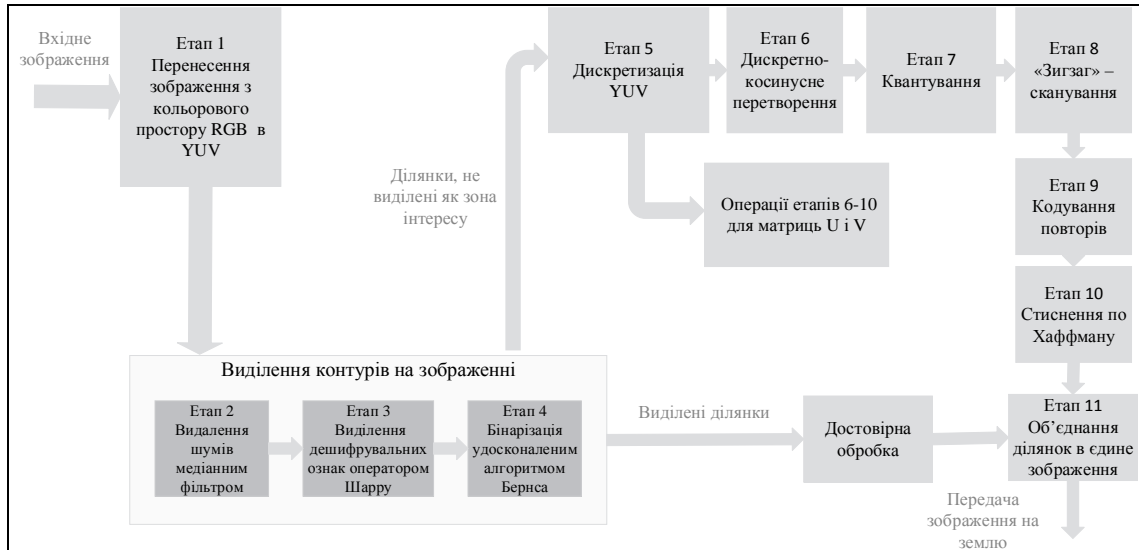 Вхідне
зображення
Етап 1
Перенесення
зображення з
кольорового
простору RGB в
YUV
Ділянки, не
виділені як зона
інтересу
Етап 5
Дискретизація
YUV
Етап 6
Дискретно-
косинусне
перетворення
Етап 7
Квантування
Етап 8
«Зигзаг» –
сканування
Операції етапів 6-10
для матриць U і V
Етап 9
Кодування
повторів
Етап 10
Стиснення по
Хаффману
Виділення контурів на зображенні
Етап 2
Видалення
шумів
медіанним
фільтром
Етап 3
Виділення
дешифрувальних
ознак оператором
Шарру
Етап 4
Бінарізація
удосконаленим
алгоритмом
Бернса
Виділені ділянки
Достовірна
обробка
Етап 11
Об’єднання
ділянок в єдине
зображення
Передача
зображення на
землю